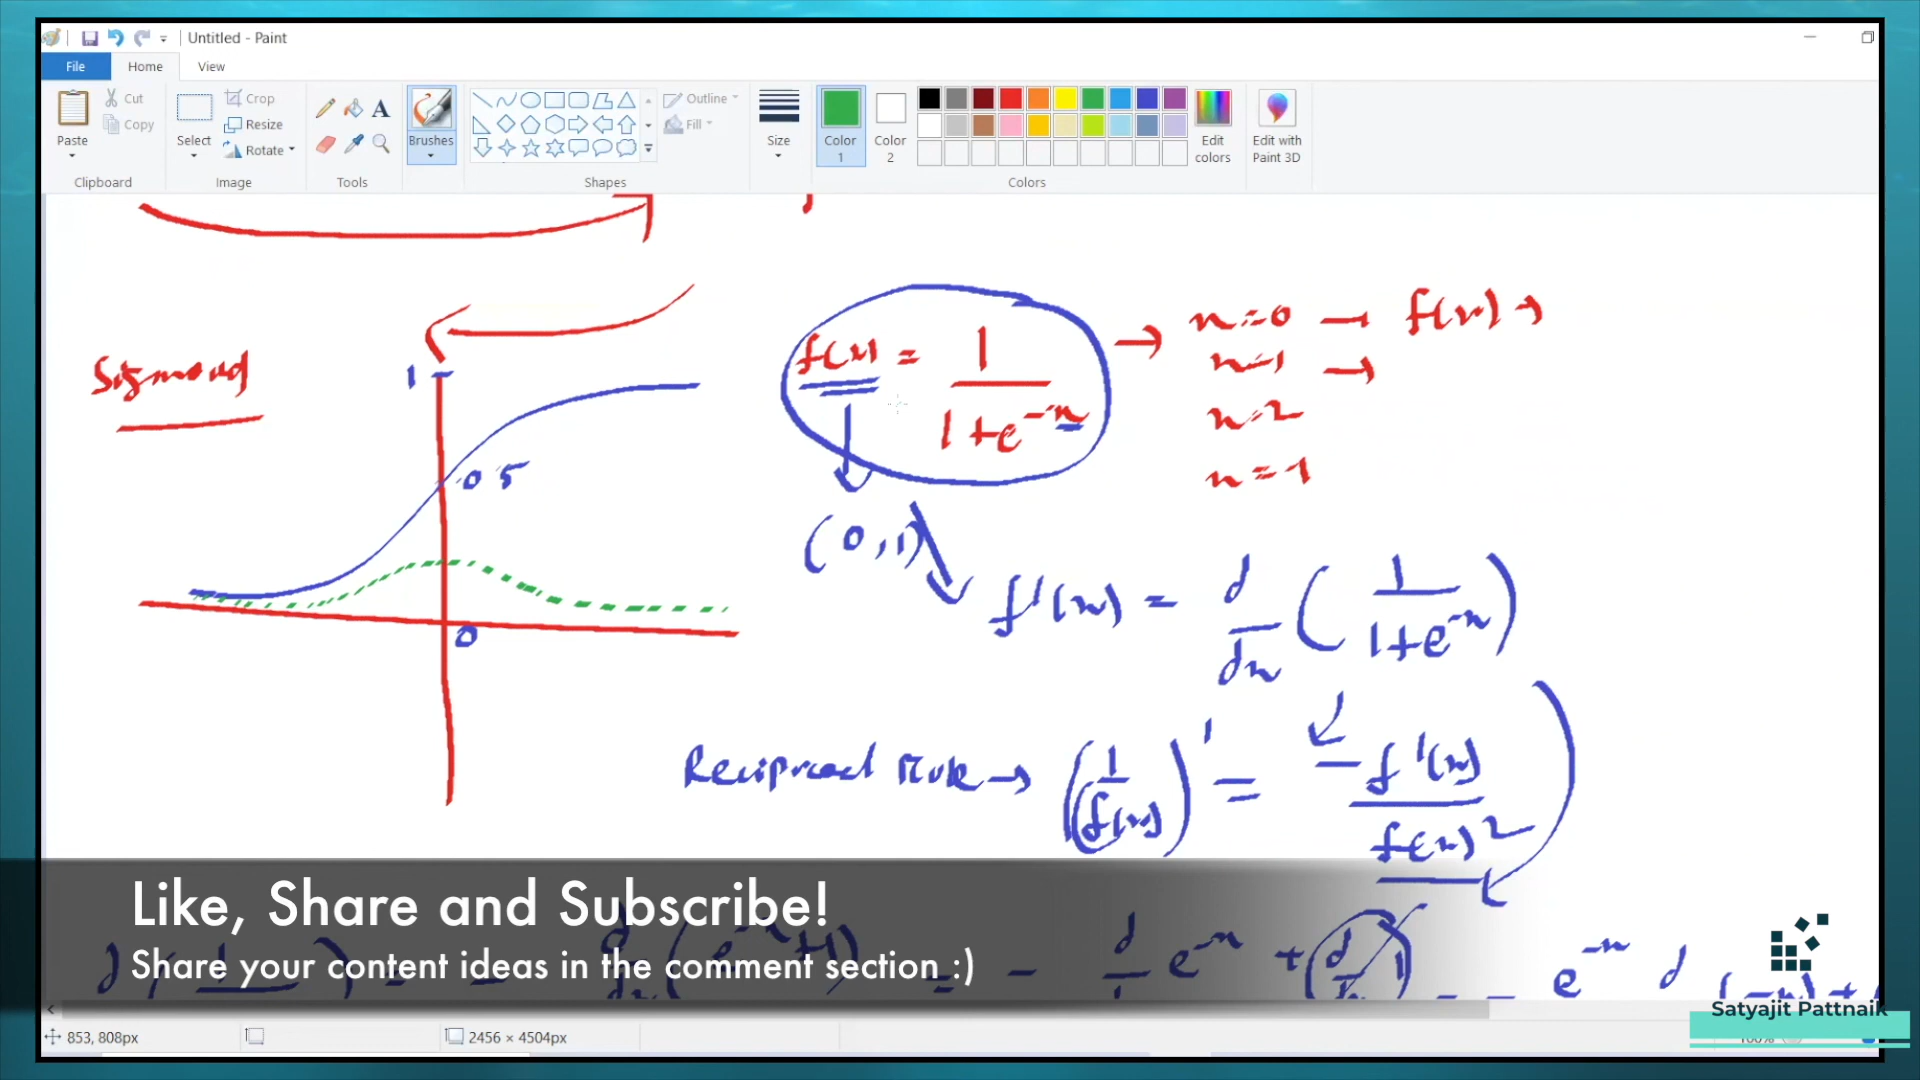 Untitled - Paint
File Home View
Paste
Cut
Copy
Clipboard
Select
Crop
Resize
Rotate
Image
Tools
Brushes
Shapes
Outline
Fill
Size
Color 1
Color 2
Edit colors
Edit with Paint 3D
Colors
Sigmoid
1
0.5
0
f(x) = 1 / 1+e^-x
(0,1)
x=0 → f(x) →
x=1 →
x=2
x=-1
f'(x) = d/dx ( 1 / 1+e^-x )
Reciprocal Rule → (1/f(x))' = -f'(x) / f(x)^2
Like, Share and Subscribe!
Share your content ideas in the comment section :)
Satyajit Pattnaik
853, 808px
2456 × 4504px
100%